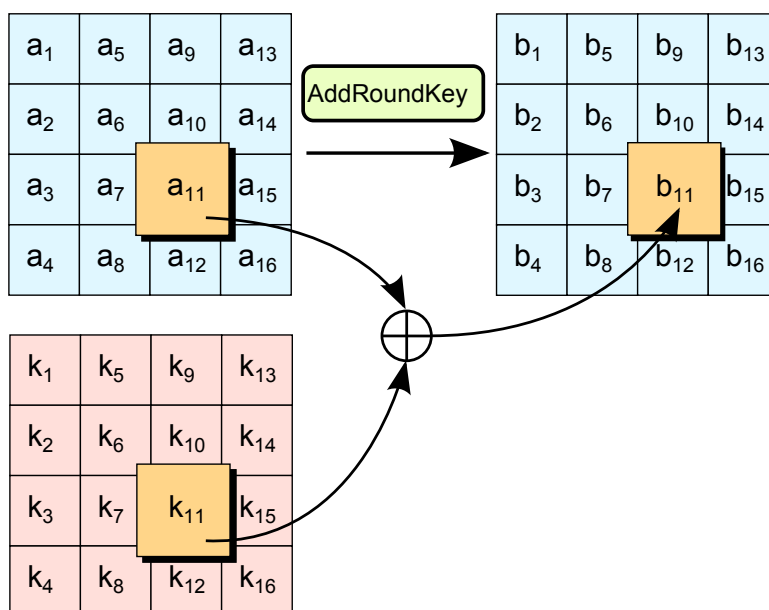 a₁ a₅ a₉ a₁₃ b₁ b₅ b₉ b₁₃
AddRoundKey
a₂ a₆ a₁₀ a₁₄ b₂ b₆ b₁₀ b₁₄
a₃ a₇ a₁₁ a₁₅ b₃ b₇ b₁₁ b₁₅
a₄ a₈ a₁₂ a₁₆ b₄ b₈ b₁₂ b₁₆
k₁ k₅ k₉ k₁₃
k₂ k₆ k₁₀ k₁₄
k₃ k₇ k₁₁ k₁₅
k₄ k₈ k₁₂ k₁₆